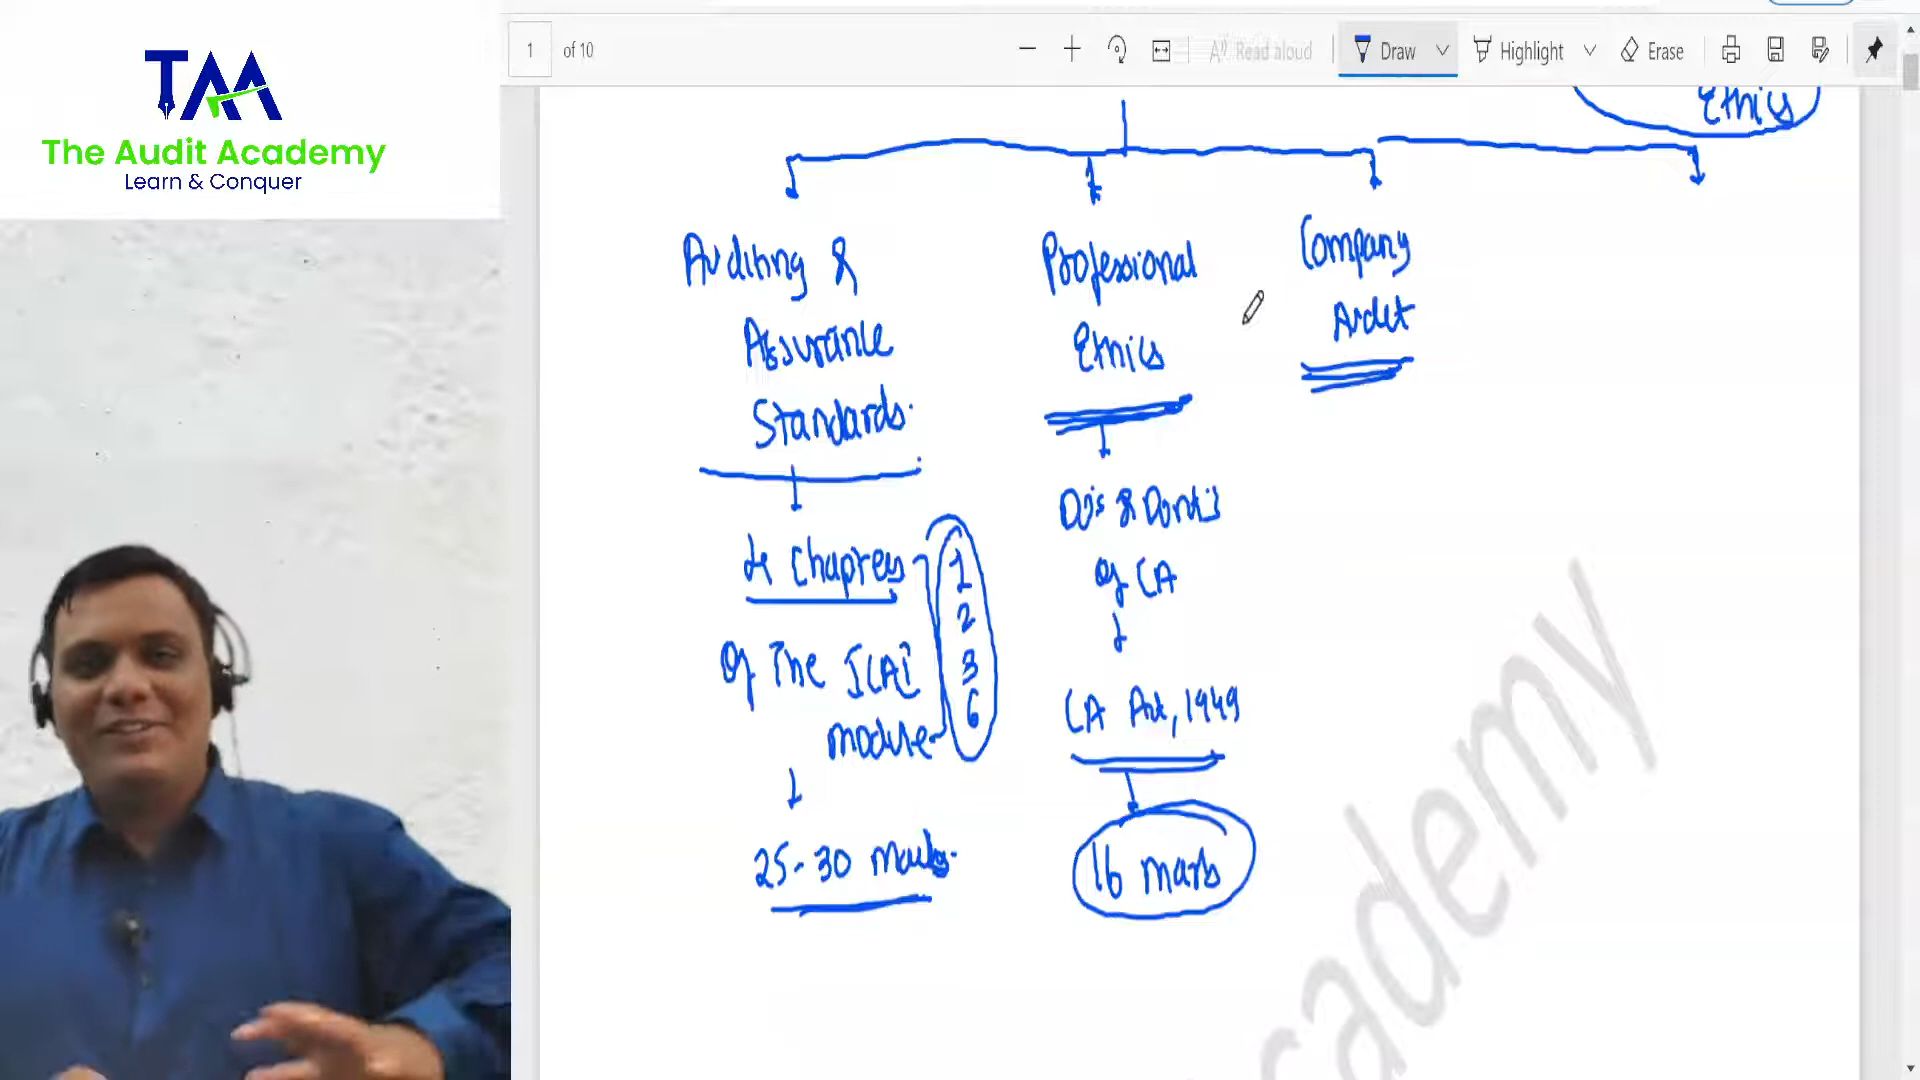 TAA
The Audit Academy
Learn & Conquer
1 of 10
Read aloud
Draw
Highlight
Erase
Ethics
Auditing &
Assurance
Standards.
4 Chapters
Of The ICAI
module
1
2
3
6
25-30 Marks.
Professional
Ethics
Do's & Dont's
of CA
CA Act, 1949
16 marks
Company
Audit
cademy